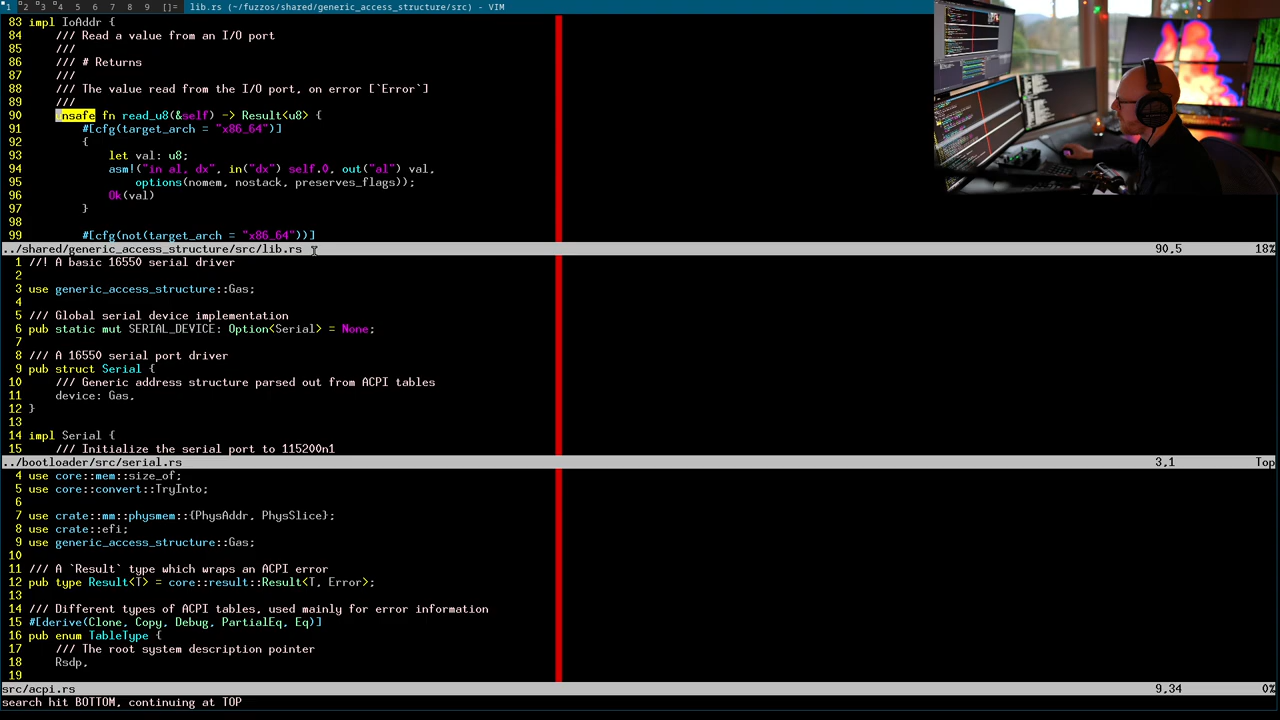 1 2 3 4 5 6 7 8 9 []= lib.rs (~/fuzzos/shared/generic_access_structure/src) - VIM
83 impl IoAddr {
84     /// Read a value from an I/O port
85     ///
86     /// # Returns
87     ///
88     /// The value read from the I/O port, on error [`Error`]
89     ///
90     unsafe fn read_u8(&self) -> Result<u8> {
91         #[cfg(target_arch = "x86_64")]
92         {
93             let val: u8;
94             asm!("in al, dx", in("dx") self.0, out("al") val,
95                 options(nomem, nostack, preserves_flags));
96             Ok(val)
97         }
98
99         #[cfg(not(target_arch = "x86_64"))]
../shared/generic_access_structure/src/lib.rs 90,5 18%
1 //! A basic 16550 serial driver
2
3 use generic_access_structure::Gas;
4
5 /// Global serial device implementation
6 pub static mut SERIAL_DEVICE: Option<Serial> = None;
7
8 /// A 16550 serial port driver
9 pub struct Serial {
10     /// Generic address structure parsed out from ACPI tables
11     device: Gas,
12 }
13
14 impl Serial {
15     /// Initialize the serial port to 115200n1
../bootloader/src/serial.rs 3,1 Top
4 use core::mem::size_of;
5 use core::convert::TryInto;
6
7 use crate::mm::physmem::{PhysAddr, PhysSlice};
8 use crate::efi;
9 use generic_access_structure::Gas;
10
11 /// A `Result` type which wraps an ACPI error
12 pub type Result<T> = core::result::Result<T, Error>;
13
14 /// Different types of ACPI tables, used mainly for error information
15 #[derive(Clone, Copy, Debug, PartialEq, Eq)]
16 pub enum TableType {
17     /// The root system description pointer
18     Rsdp,
19
src/acpi.rs 9,34 0%
search hit BOTTOM, continuing at TOP